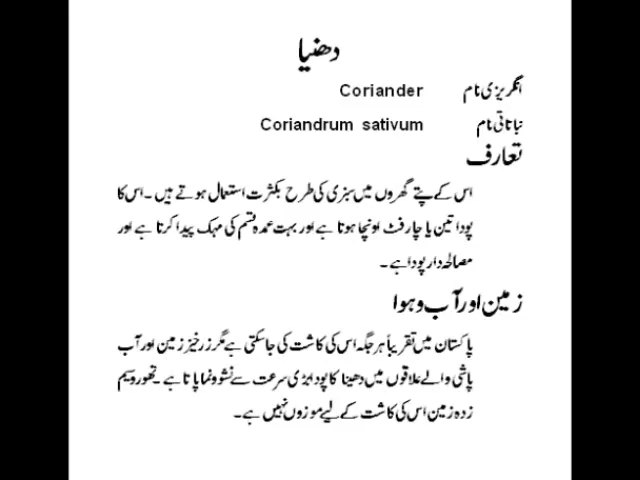 دھنیا
انگریزی نام Coriander
نباتاتی نام Coriandrum sativum
تعارف
اس کے پتے گھروں میں سبزی کی طرح بکثرت استعمال ہوتے ہیں۔ اس کا
پودا تین یا چار فٹ اونچا ہوتا ہے اور بہت عمدہ قسم کی مہک پیدا کرتا ہے اور
مصالحہ دار پودا ہے۔
زمین اور آب و ہوا
پاکستان میں تقریباً ہر جگہ اس کی کاشت کی جا سکتی ہے مگر زرخیز زمین اور آب
پاشی والے علاقوں میں دھنیا کا پودا بڑی سرعت سے نشوونما پاتا ہے۔ تھور و سیم
زدہ زمین اس کی کاشت کے لیے موزوں نہیں ہے۔